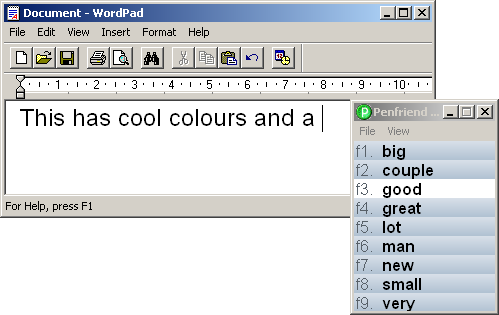 Document - WordPad
File Edit View Insert Format Help
1 2 3 4 5 6 7 8 9 10
This has cool colours and a
For Help, press F1
Penfriend ...
File View
f1. big
f2. couple
f3. good
f4. great
f5. lot
f6. man
f7. new
f8. small
f9. very